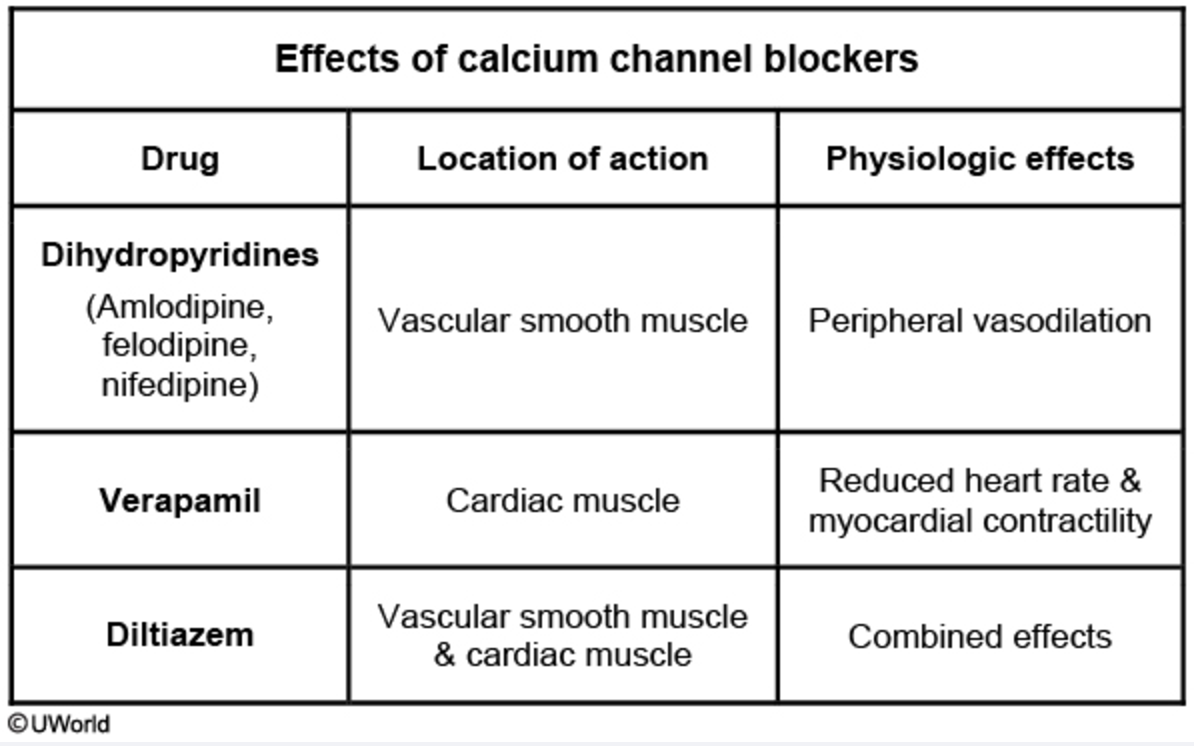 Effects of calcium channel blockers
Drug
Location of action
Physiologic effects
Dihydropyridines
(Amlodipine,
felodipine,
nifedipine)
Vascular smooth muscle
Peripheral vasodilation
Verapamil
Cardiac muscle
Reduced heart rate &
myocardial contractility
Diltiazem
Vascular smooth muscle
& cardiac muscle
Combined effects
©UWorld